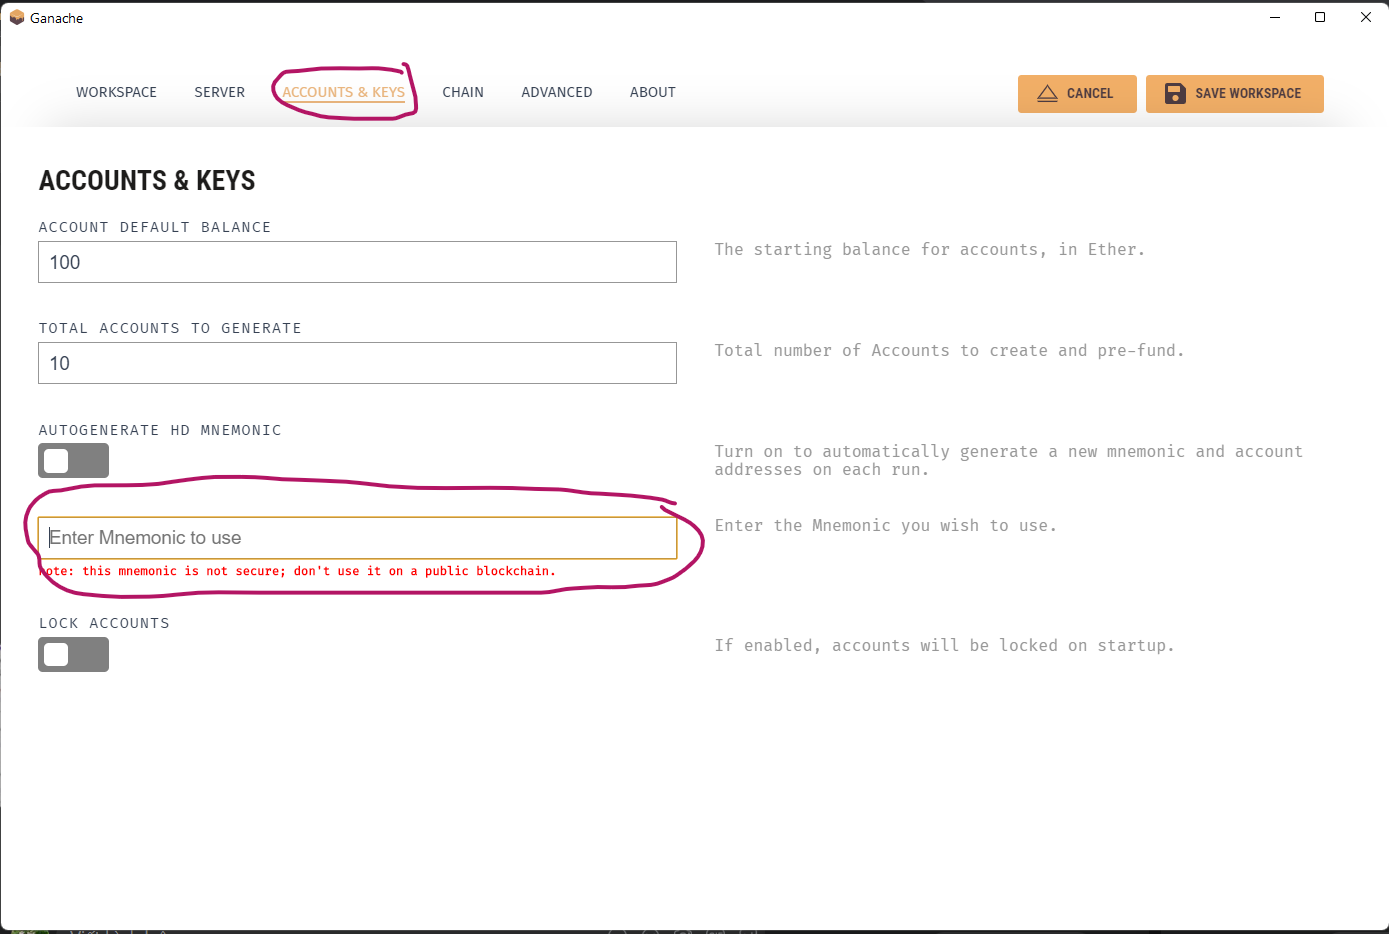 Ganache
WORKSPACE SERVER ACCOUNTS & KEYS CHAIN ADVANCED ABOUT CANCEL SAVE WORKSPACE
ACCOUNTS & KEYS
ACCOUNT DEFAULT BALANCE
100
The starting balance for accounts, in Ether.
TOTAL ACCOUNTS TO GENERATE
10
Total number of Accounts to create and pre-fund.
AUTOGENERATE HD MNEMONIC
Turn on to automatically generate a new mnemonic and account
addresses on each run.
Enter Mnemonic to use
Enter the Mnemonic you wish to use.
note: this mnemonic is not secure; don't use it on a public blockchain.
LOCK ACCOUNTS
If enabled, accounts will be locked on startup.